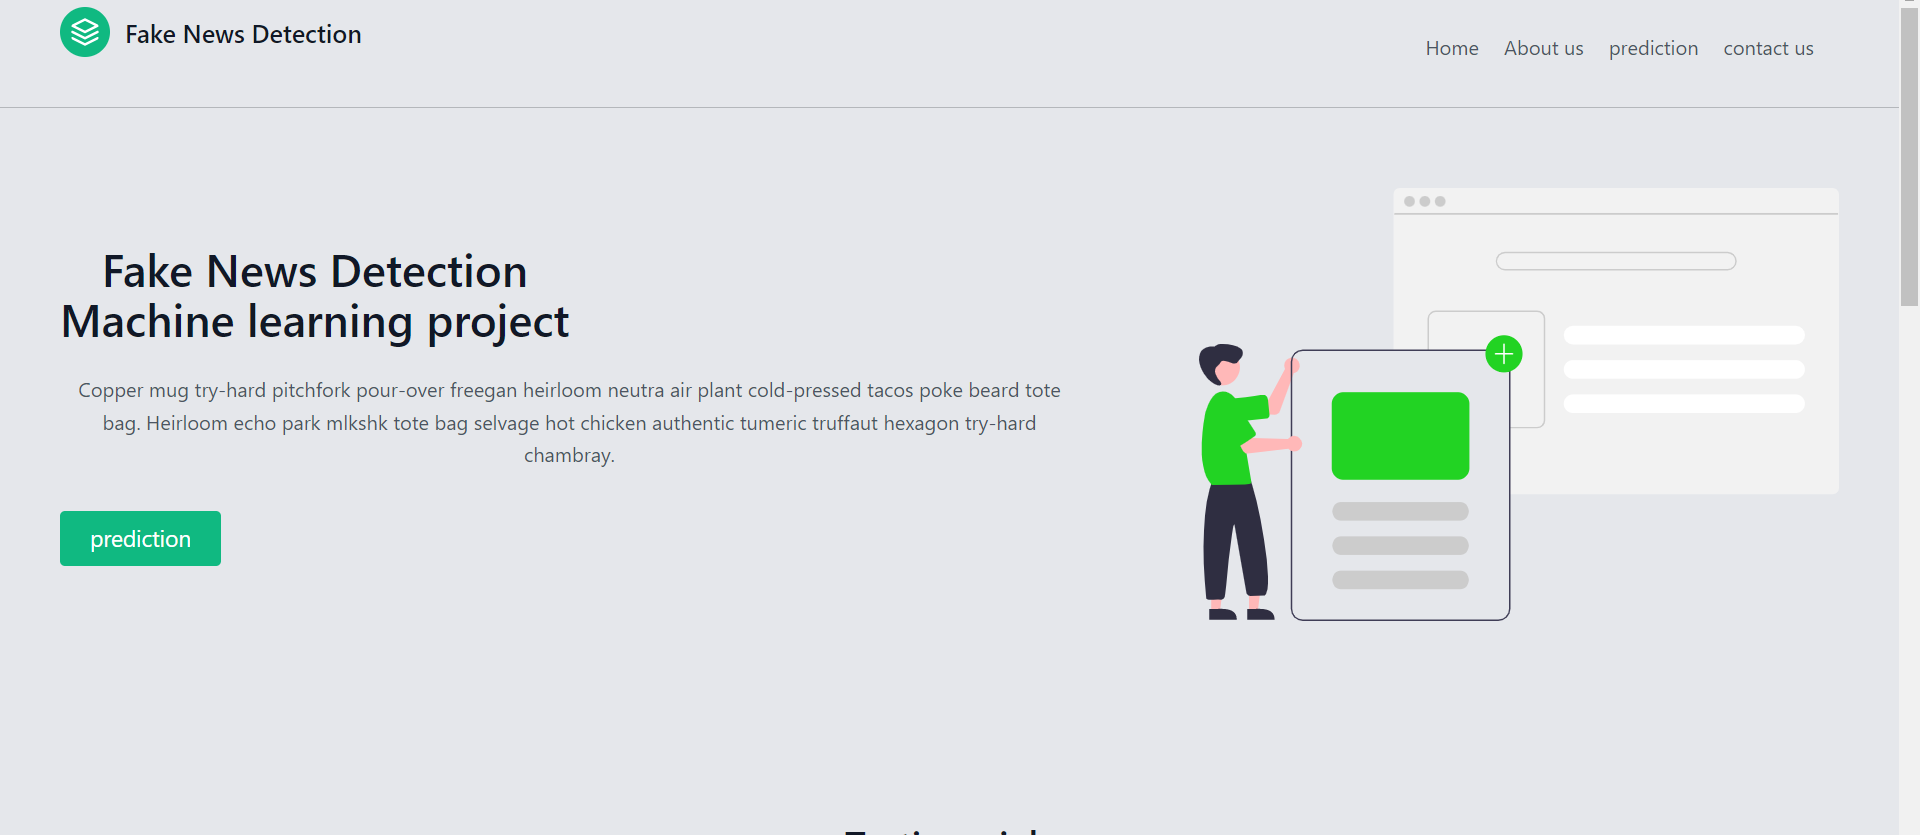 Fake News Detection
Home About us prediction contact us
Fake News Detection
Machine learning project
Copper mug try-hard pitchfork pour-over freegan heirloom neutra air plant cold-pressed tacos poke beard tote
bag. Heirloom echo park mlkshk tote bag selvage hot chicken authentic tumeric truffaut hexagon try-hard
chambray.
prediction